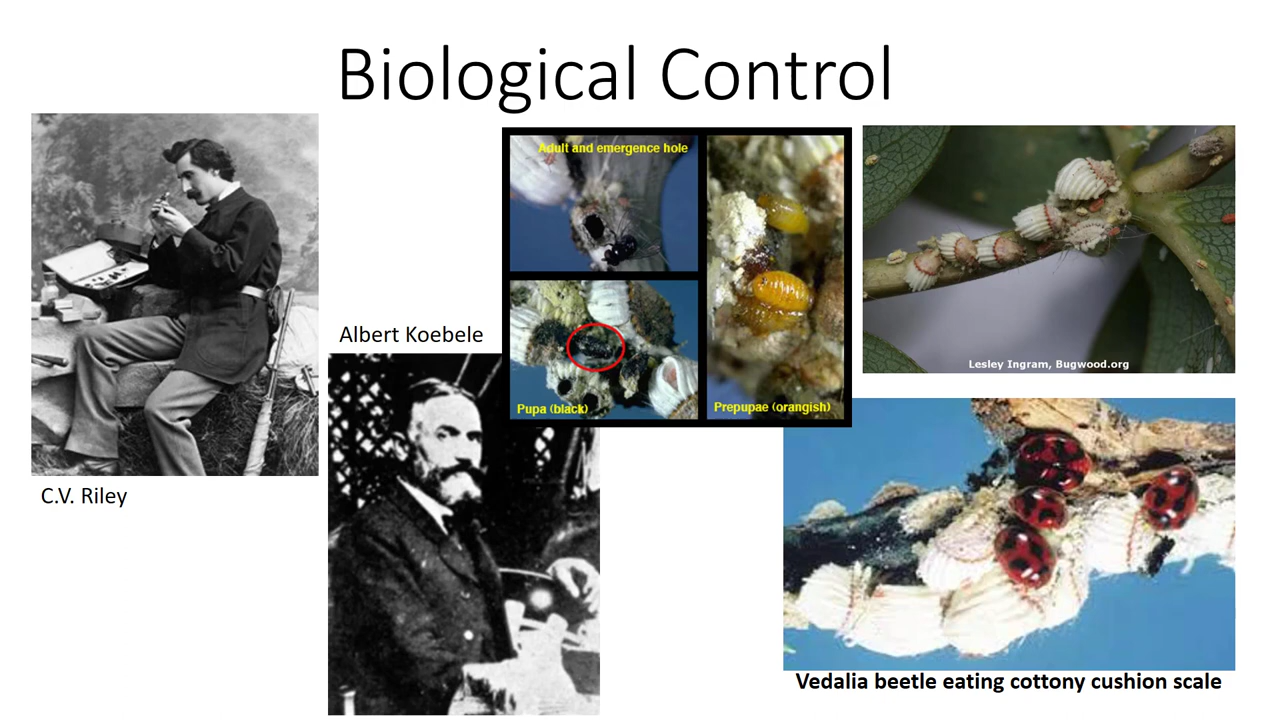 Biological Control
C.V. Riley
Albert Koebele
Adult and emergence hole
Pupa (black)
Prepupae (orangish)
Lesley Ingram, Bugwood.org
Vedalia beetle eating cottony cushion scale